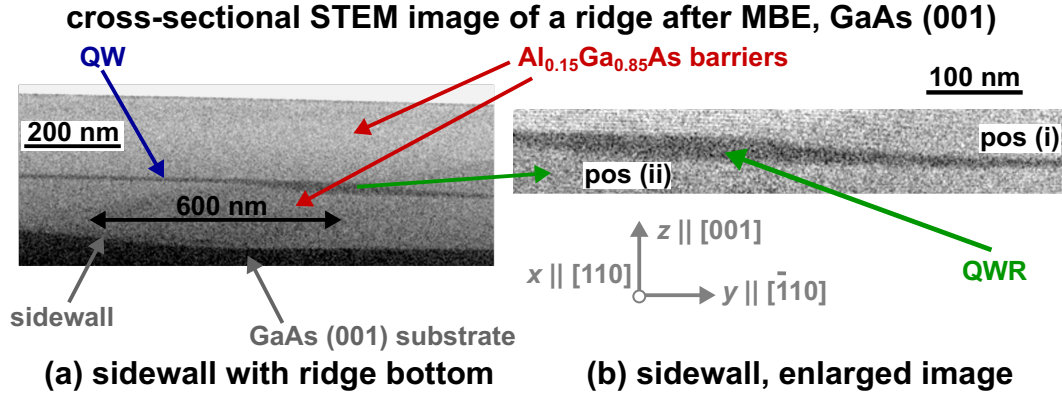 cross-sectional STEM image of a ridge after MBE, GaAs (001)
QW
Al0.15Ga0.85As barriers
200 nm
600 nm
sidewall
GaAs (001) substrate
(a) sidewall with ridge bottom
100 nm
pos (i)
pos (ii)
z || [001]
x || [110]
y || [1̄10]
QWR
(b) sidewall, enlarged image